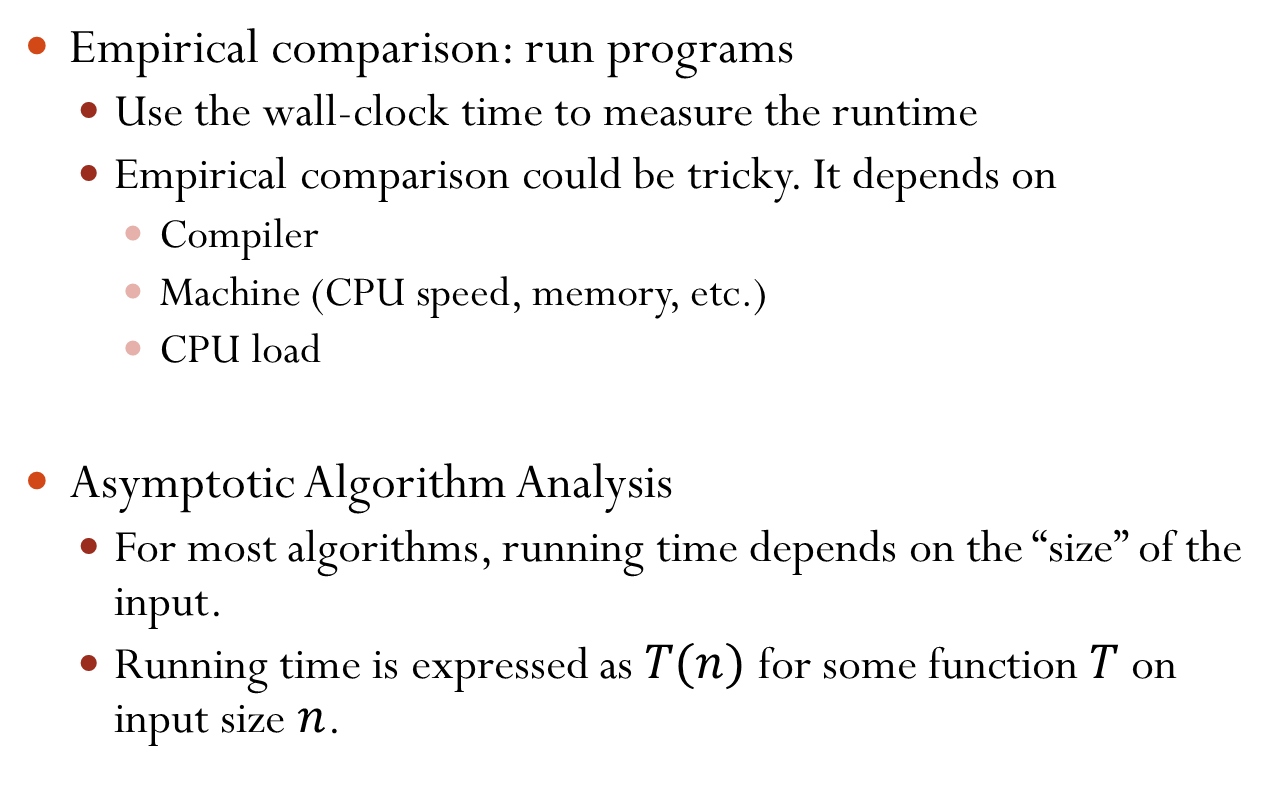 • Empirical comparison: run programs
• Use the wall-clock time to measure the runtime
• Empirical comparison could be tricky. It depends on
• Compiler
• Machine (CPU speed, memory, etc.)
• CPU load
• Asymptotic Algorithm Analysis
• For most algorithms, running time depends on the “size” of the
input.
• Running time is expressed as T(n) for some function T on
input size n.